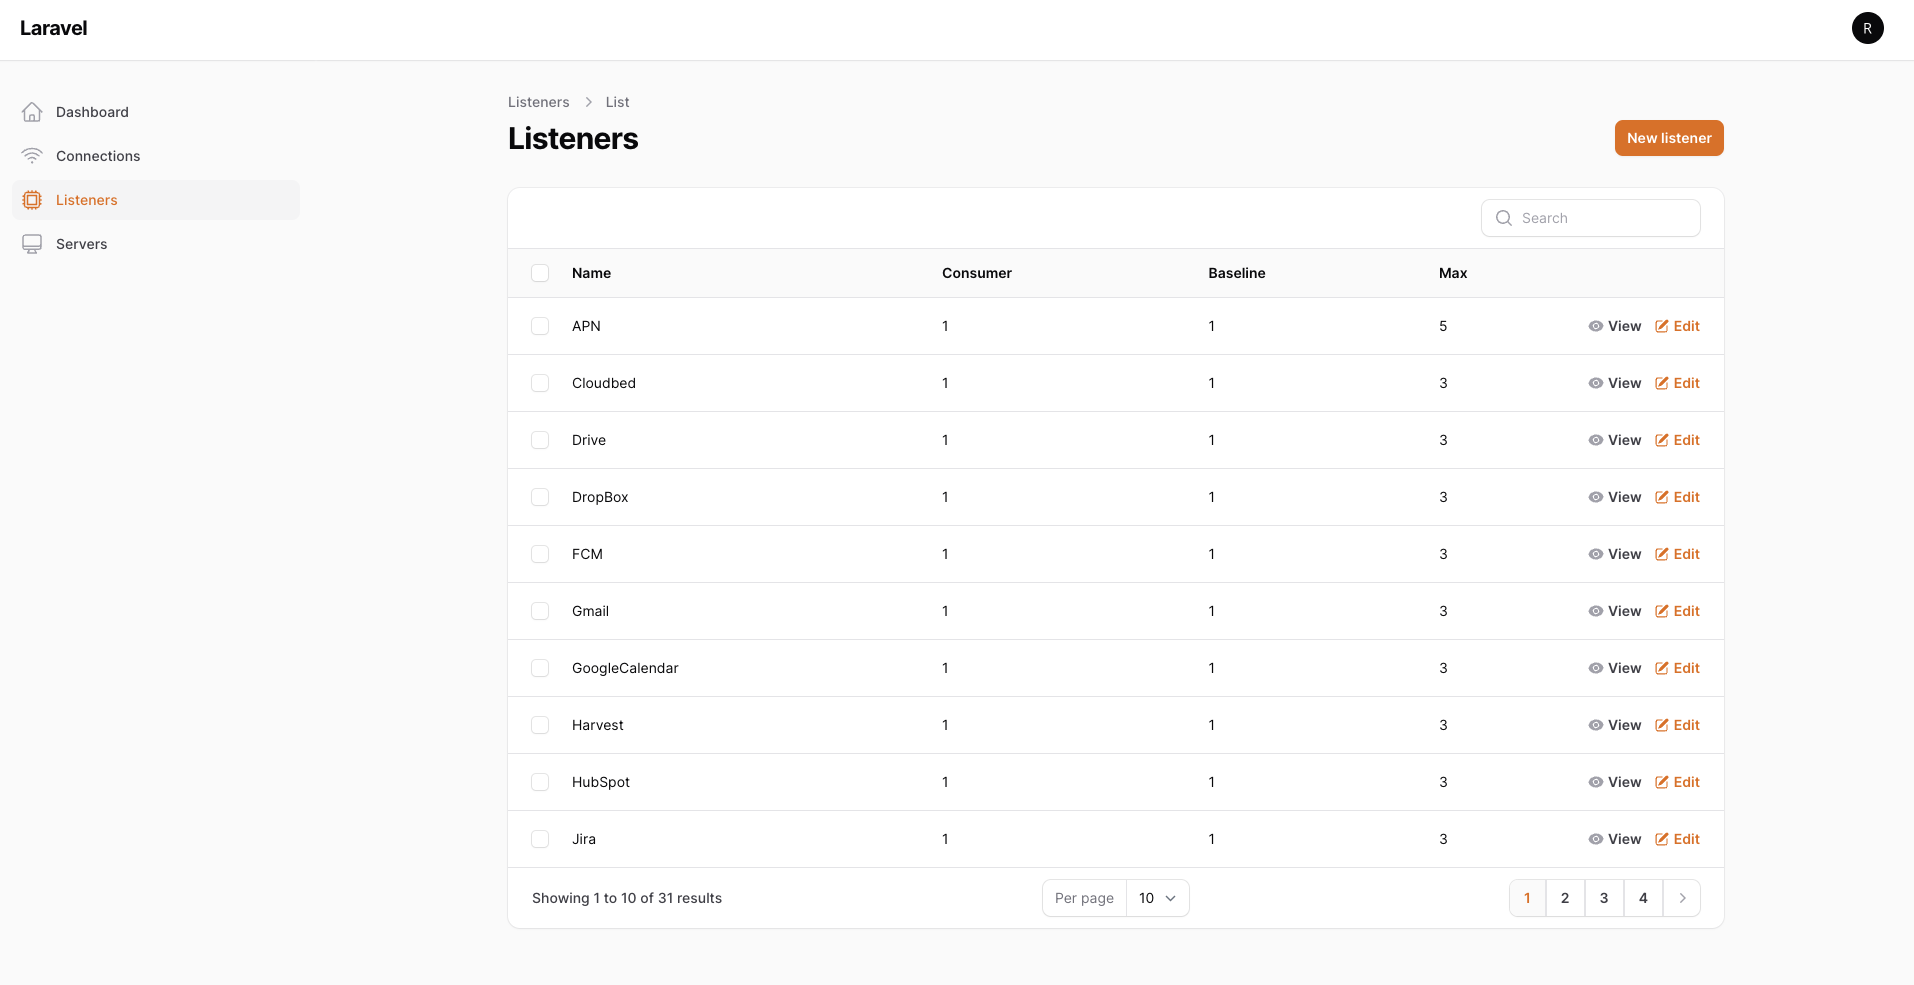 Laravel
R
Dashboard
Connections
Listeners
Servers
Listeners > List
Listeners
New listener
Search
Name Consumer Baseline Max
APN 1 1 5 View Edit
Cloudbed 1 1 3 View Edit
Drive 1 1 3 View Edit
DropBox 1 1 3 View Edit
FCM 1 1 3 View Edit
Gmail 1 1 3 View Edit
GoogleCalendar 1 1 3 View Edit
Harvest 1 1 3 View Edit
HubSpot 1 1 3 View Edit
Jira 1 1 3 View Edit
Showing 1 to 10 of 31 results Per page 10 1 2 3 4 >